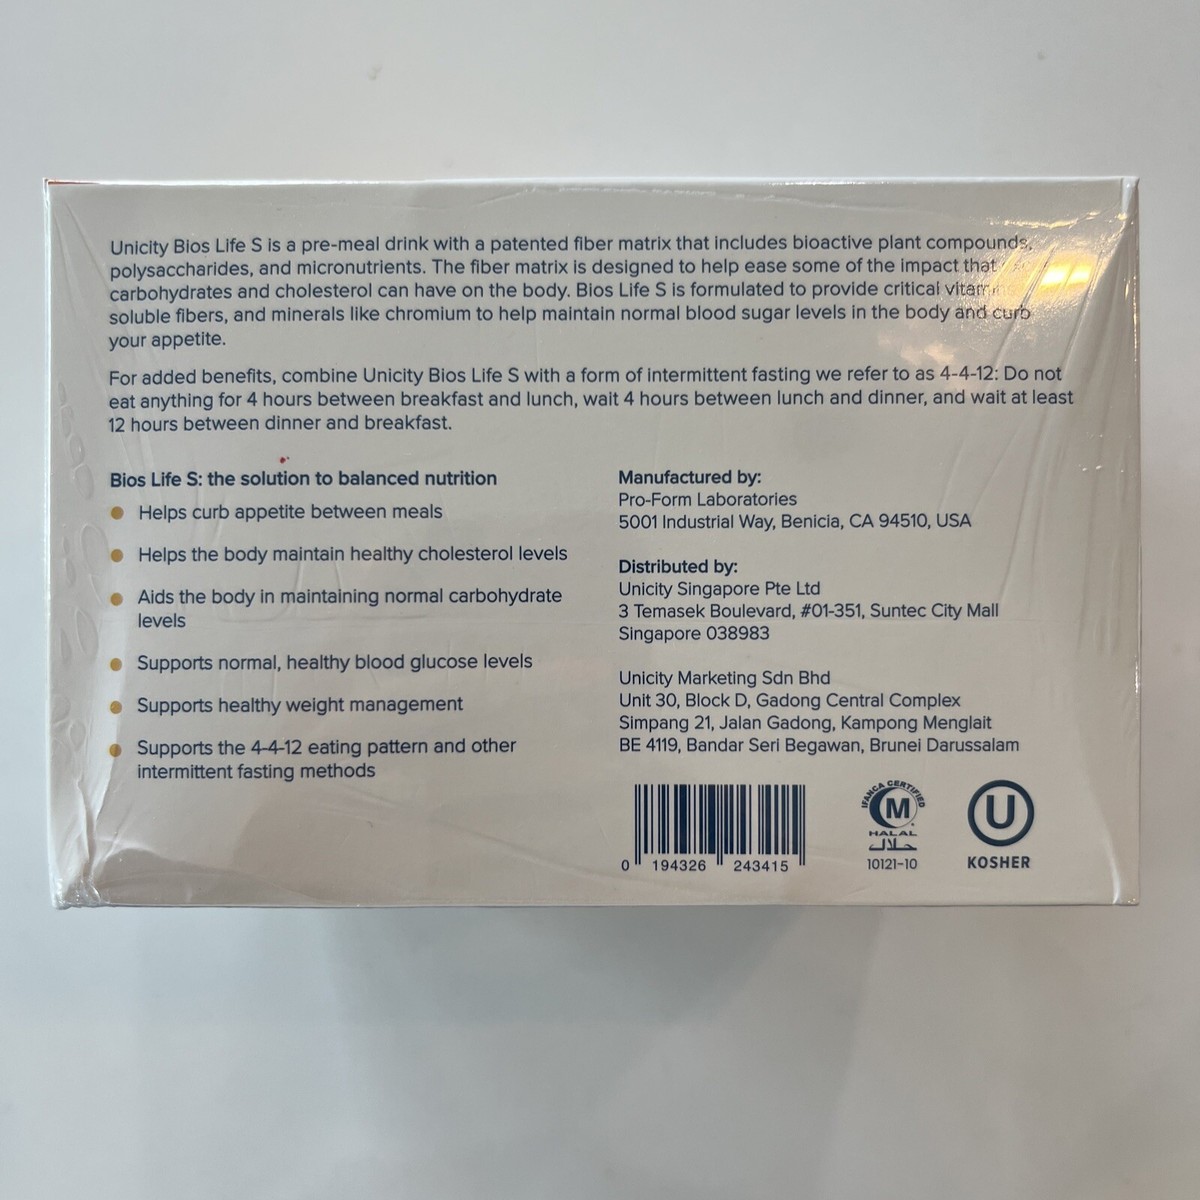 Unicity Bios Life S is a pre-meal drink with a patented fiber matrix that includes bioactive plant compounds,
polysaccharides, and micronutrients. The fiber matrix is designed to help ease some of the impact that
carbohydrates and cholesterol can have on the body. Bios Life S is formulated to provide critical
soluble fibers, and minerals like chromium to help maintain normal blood sugar levels in the body and curb
your appetite.
For added benefits, combine Unicity Bios Life S with a form of intermittent fasting we refer to as 4-4-12: Do not
eat anything for 4 hours between breakfast and lunch, wait 4 hours between lunch and dinner, and wait at least
12 hours between dinner and breakfast.
Bios Life S: the solution to balanced nutrition
Helps curb appetite between meals
Helps the body maintain healthy cholesterol levels
Aids the body in maintaining normal carbohydrate
levels
Supports normal, healthy blood glucose levels
Supports healthy weight management
Supports the 4-4-12 eating pattern and other
intermittent fasting methods
Manufactured by:
Pro-Form Laboratories
5001 Industrial Way, Benicia, CA 94510, USA
Distributed by:
Unicity Singapore Pte Ltd
3 Temasek Boulevard, #01-351, Suntec City Mall
Singapore 038983
Unicity Marketing Sdn Bhd
Unit 30, Block D, Gadong Central Complex
Simpang 21, Jalan Gadong, Kampong Menglait
BE 4119, Bandar Seri Begawan, Brunei Darussalam
0 194326 243415
IFANCA CERTIFIED
M
HALAL
حلال
10121-10
U
KOSHER